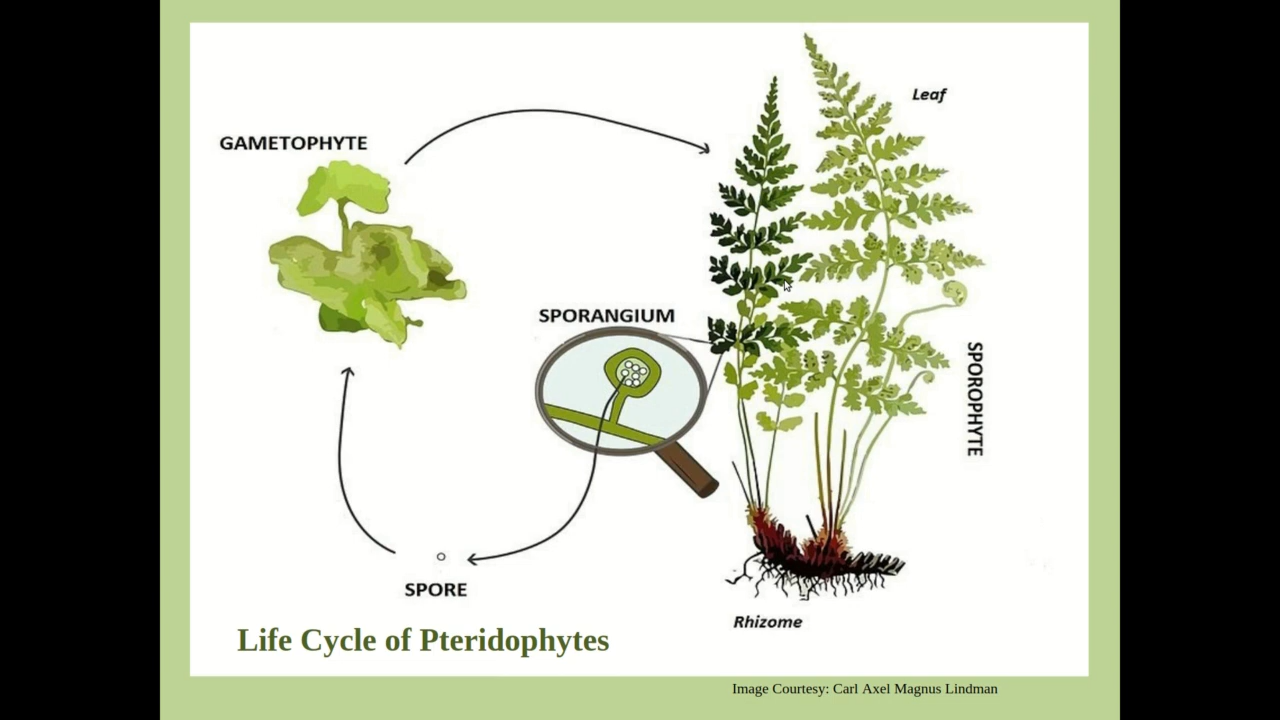 Leaf
GAMETOPHYTE
SPORANGIUM
SPOROPHYTE
SPORE
Rhizome
Life Cycle of Pteridophytes
Image Courtesy: Carl Axel Magnus Lindman